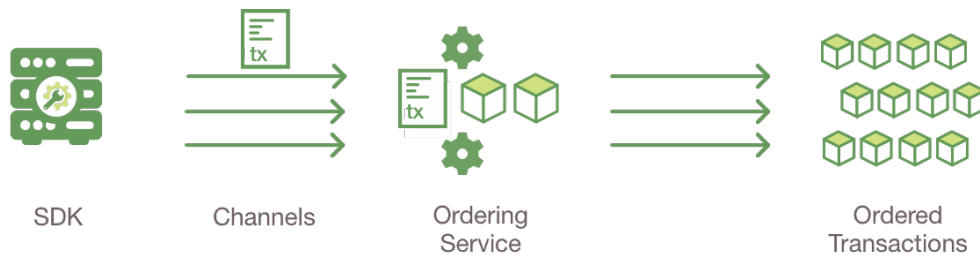 tx
tx
SDK
Channels
Ordering
Service
Ordered
Transactions